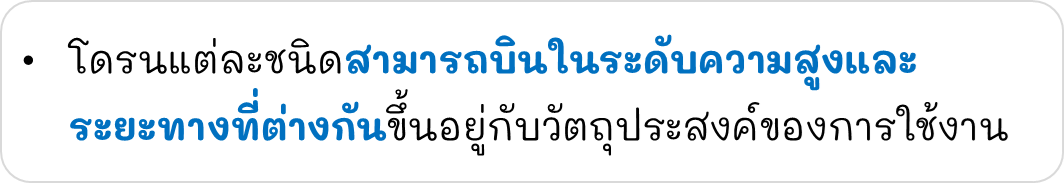 • โดรนแต่ละชนิดสามารถบินในระดับความสูงและ
ระยะทางที่ต่างกันขึ้นอยู่กับวัตถุประสงค์ของการใช้งาน